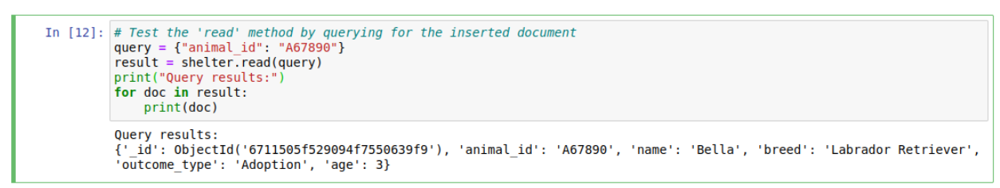 In [12]: # Test the 'read' method by querying for the inserted document
query = {"animal_id": "A67890"}
result = shelter.read(query)
print("Query results:")
for doc in result:
    print(doc)
Query results:
{'_id': ObjectId('6711505f529094f7550639f9'), 'animal_id': 'A67890', 'name': 'Bella', 'breed': 'Labrador Retriever',
'outcome_type': 'Adoption', 'age': 3}